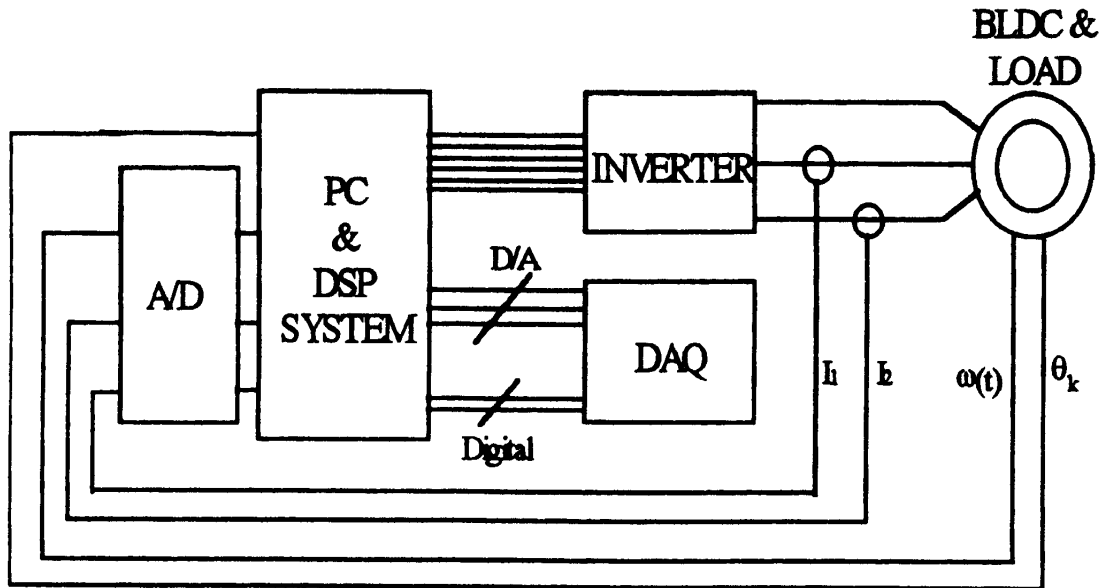 BLDC &
LOAD
PC
&
DSP
SYSTEM
INVERTER
A/D
D/A
DAQ
Digital
I1
I2
ω(t)
θk